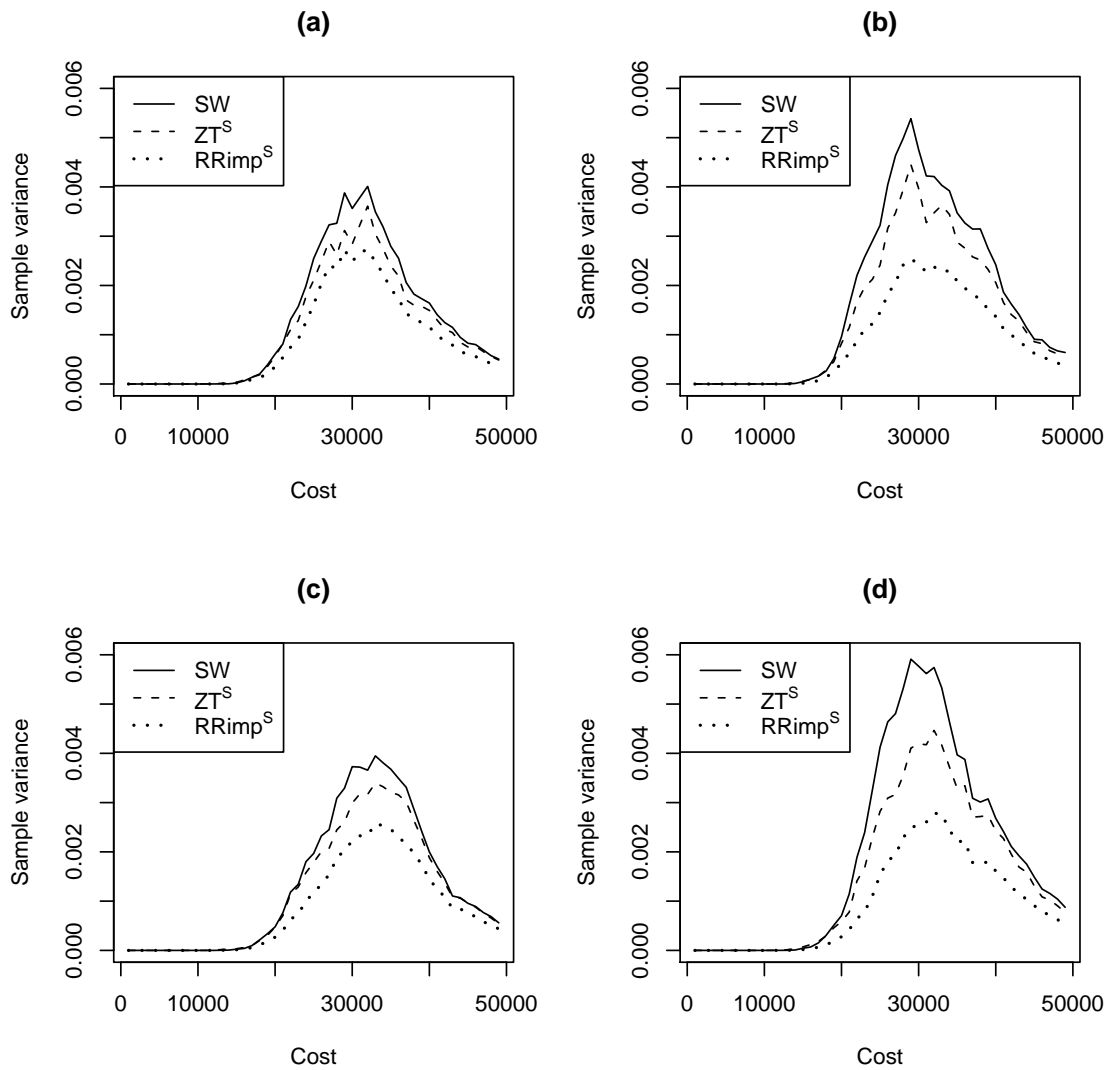 (a)
SW
ZT^S
RRimp^S
0.000
0.002
0.004
0.006
Sample variance
0
10000
30000
50000
Cost
(b)
SW
ZT^S
RRimp^S
0.000
0.002
0.004
0.006
Sample variance
0
10000
30000
50000
Cost
(c)
SW
ZT^S
RRimp^S
0.000
0.002
0.004
0.006
Sample variance
0
10000
30000
50000
Cost
(d)
SW
ZT^S
RRimp^S
0.000
0.002
0.004
0.006
Sample variance
0
10000
30000
50000
Cost